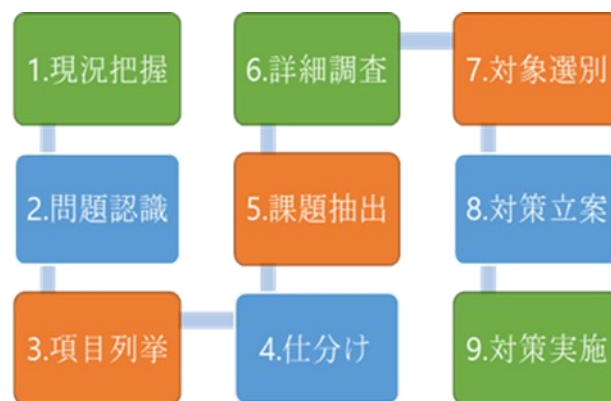 1.現況把握
2.問題認識
3.項目列挙
4.仕分け
5.課題抽出
6.詳細調査
7.対象選別
8.対策立案
9.対策実施